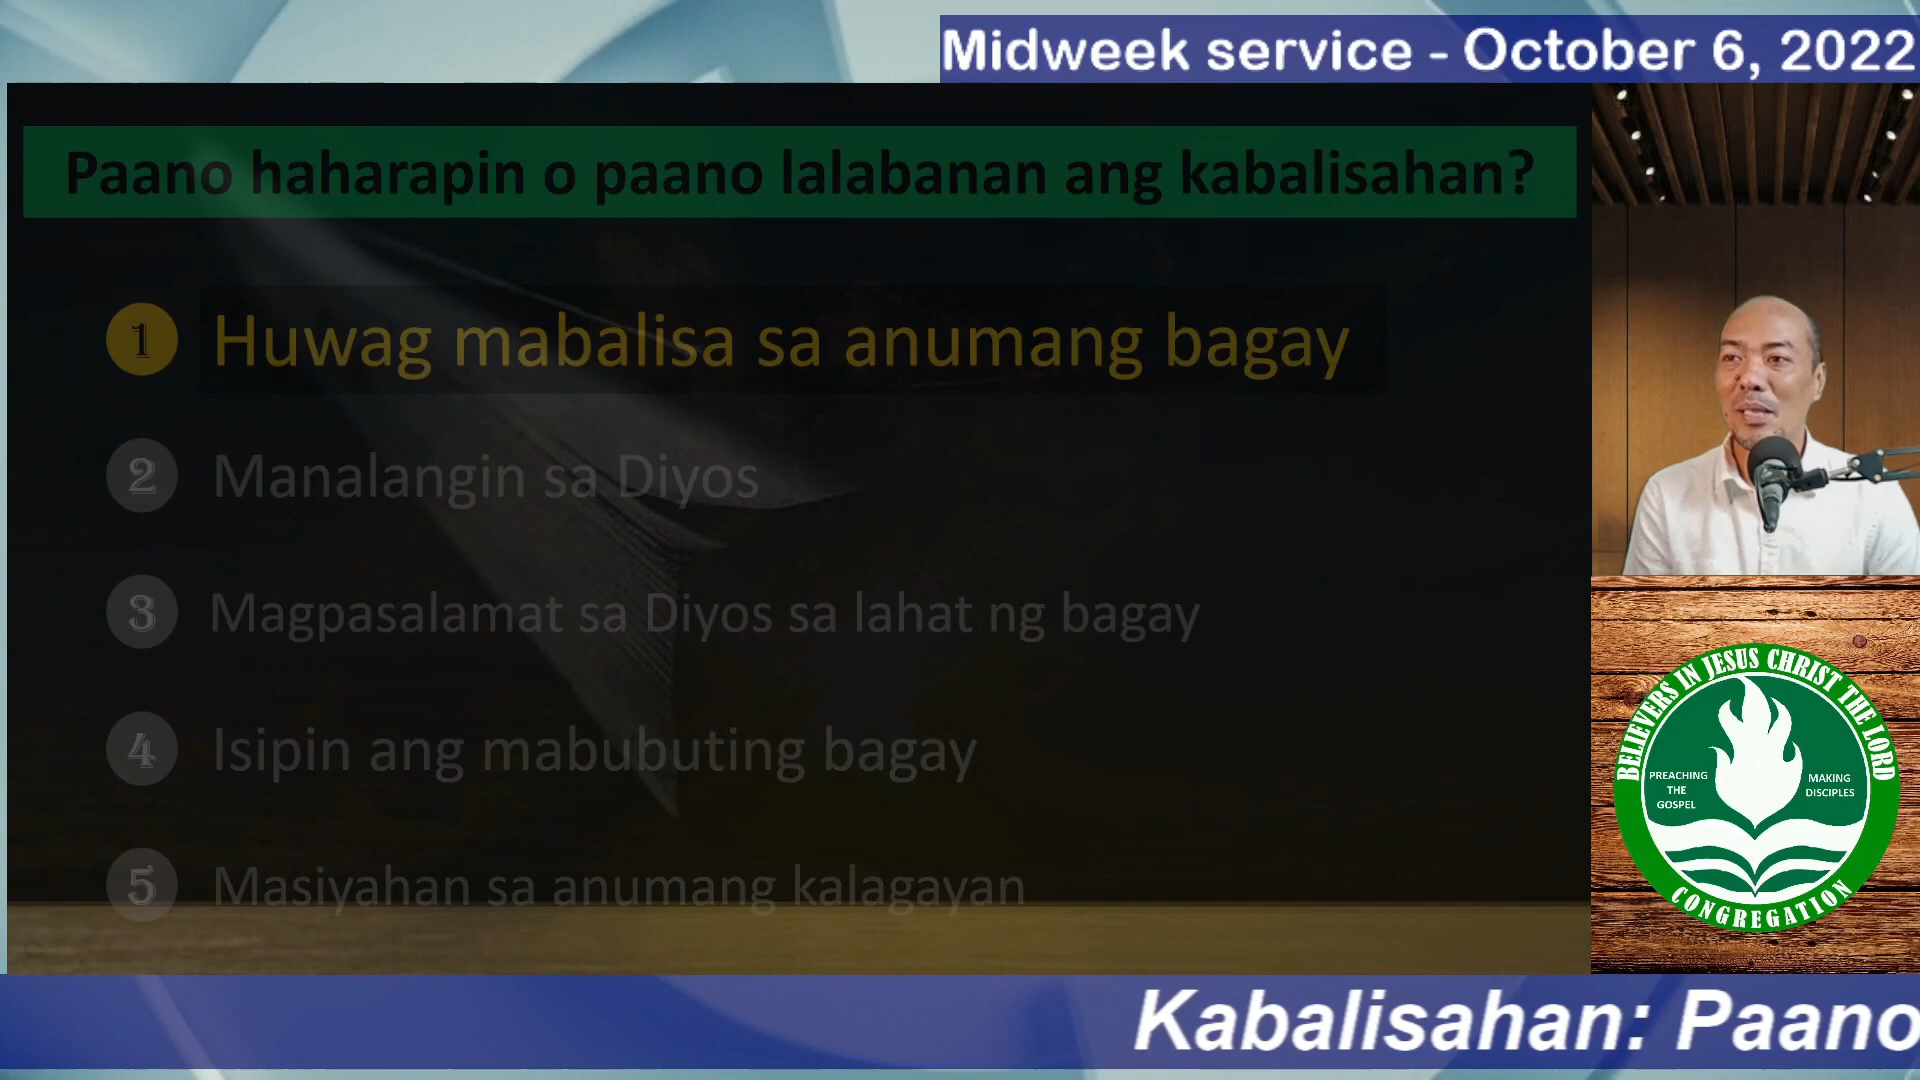 Midweek service - October 6, 2022
Paano haharapin o paano lalabanan ang kabalisahan?
1 Huwag mabalisa sa anumang bagay
2 Manalangin sa Diyos
3 Magpasalamat sa Diyos sa lahat ng bagay
4 Isipin ang mabubuting bagay
5 Masiyahan sa anumang kalagayan
BELIEVERS IN JESUS CHRIST THE LORD
PREACHING
THE
GOSPEL
MAKING
DISCIPLES
CONGREGATION
Kabalisahan: Paano